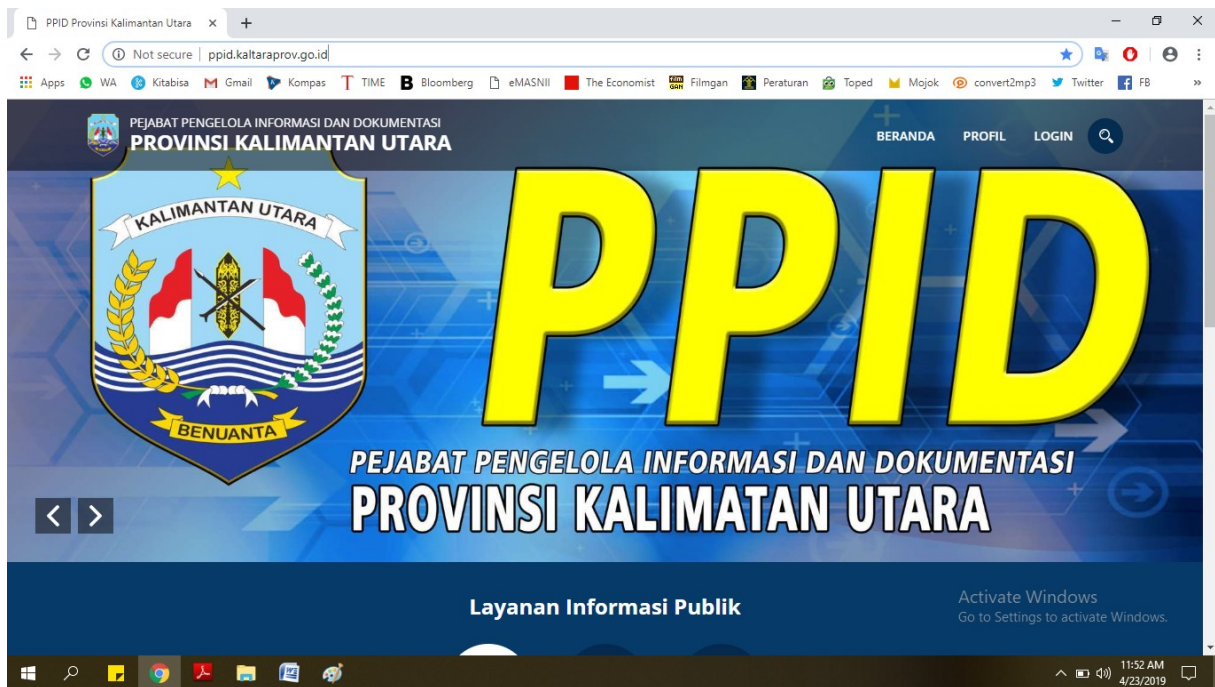 PPID Provinsi Kalimantan Utara
Not secure | ppid.kaltaraprov.go.id
Apps WA Kitabisa Gmail Kompas TIME Bloomberg eMASNII The Economist Filmgan Peraturan Toped Mojok convert2mp3 Twitter FB »
PEJABAT PENGELOLA INFORMASI DAN DOKUMENTASI
PROVINSI KALIMANTAN UTARA
BERANDA PROFIL LOGIN
KALIMANTAN UTARA
BENUANTA
PPID
PEJABAT PENGELOLA INFORMASI DAN DOKUMENTASI
PROVINSI KALIMATAN UTARA
Layanan Informasi Publik
Activate Windows
Go to Settings to activate Windows.
11:52 AM
4/23/2019